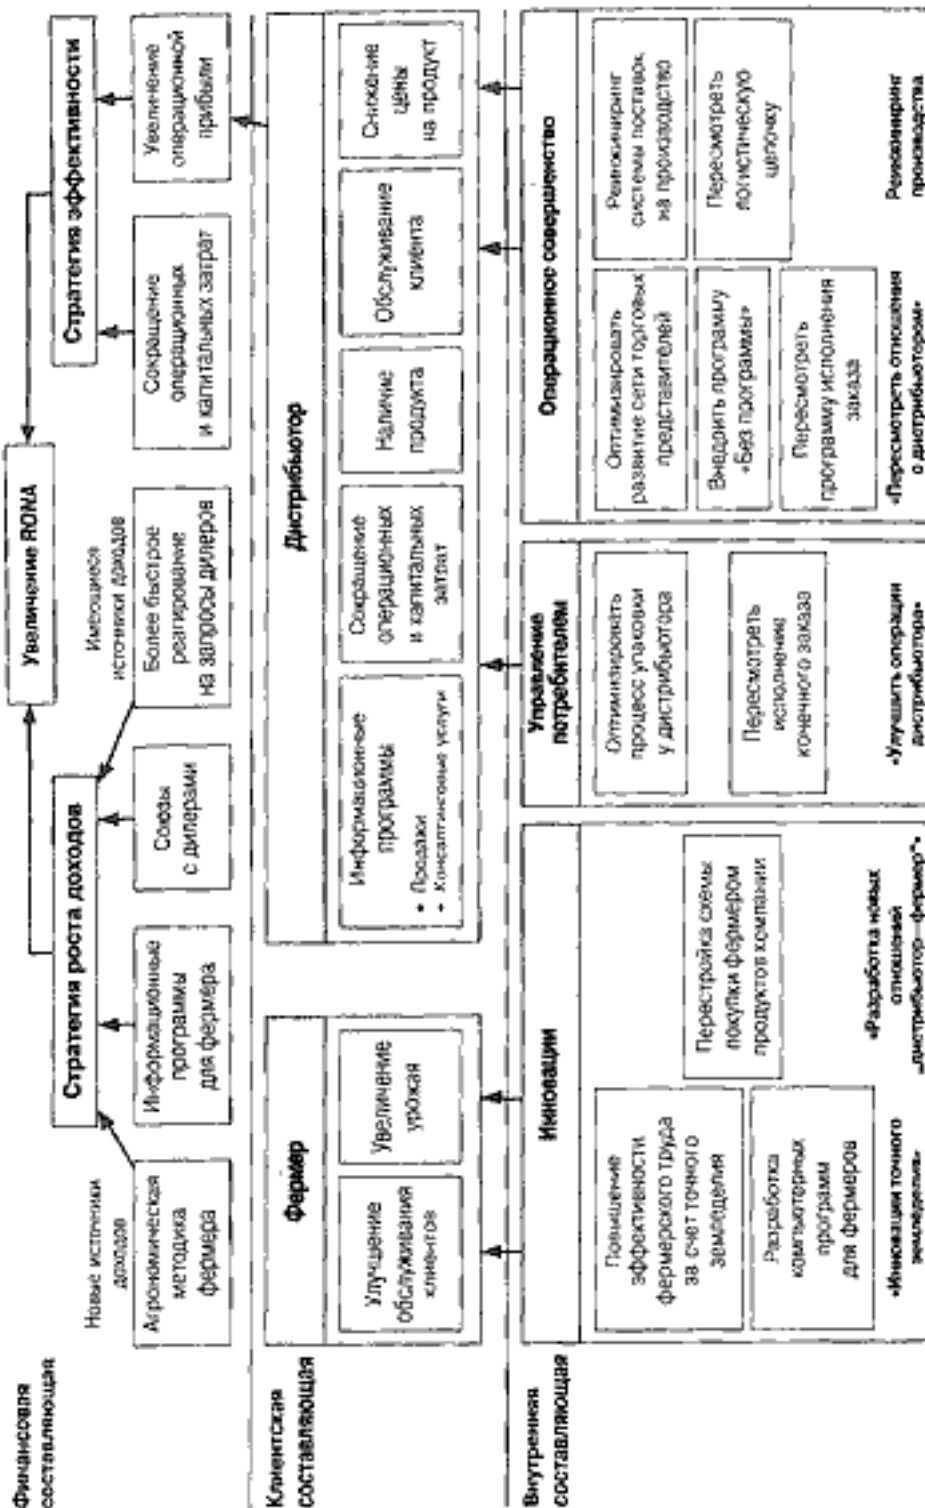 Финансовая
составляющая
Увеличение RONA
Стратегия роста доходов
Стратегия эффективности
Новые источники
доходов
Имеющиеся
источники доходов
Агрономическая
методика
фермера
Информационные
программы
для фермера
с дилерами
Более быстрое
реагирование
на запросы дилеров
Сокращение
операционных
и капитальных затрат
Увеличение
операционной
прибыли
Клиентская
составляющая
Фермер
Улучшение
обслуживания
клиентов
Увеличение
урожая
Дистрибьютор
Информационные
программы
• Продажи
• Консалтинговые услуги
Сокращение
операционных
и капитальных
затрат
Наличие
продукта
Обслуживание
клиента
Снижение
цены
на продукт
Внутренняя
составляющая
Инновации
Повышение
эффективности
фермерского труда
за счет точного
земледелия
Разработка
компьютерных
программ
для фермеров
Перестройка схемы
покупки фермером
продуктов компании
«Инновации точного
земледелия»
«Разработка новых
отношений
„дистрибьютор—фермер“»
Управление
потребителем
Оптимизировать
процесс упаковки
у дистрибьютора
Пересмотреть
исполнение
конечного заказа
«Улучшить операции
дистрибьютора»
Операционное совершенство
Оптимизировать
развитие сети торговых
представителей
Внедрить программу
«Без программы»
Пересмотреть
программу исполнения
заказа
Реинжиниринг
системы поставок
на производство
Пересмотреть
логистическую
цепочку
«Пересмотреть отношения
с дистрибьютором»
Реинжиниринг
производства